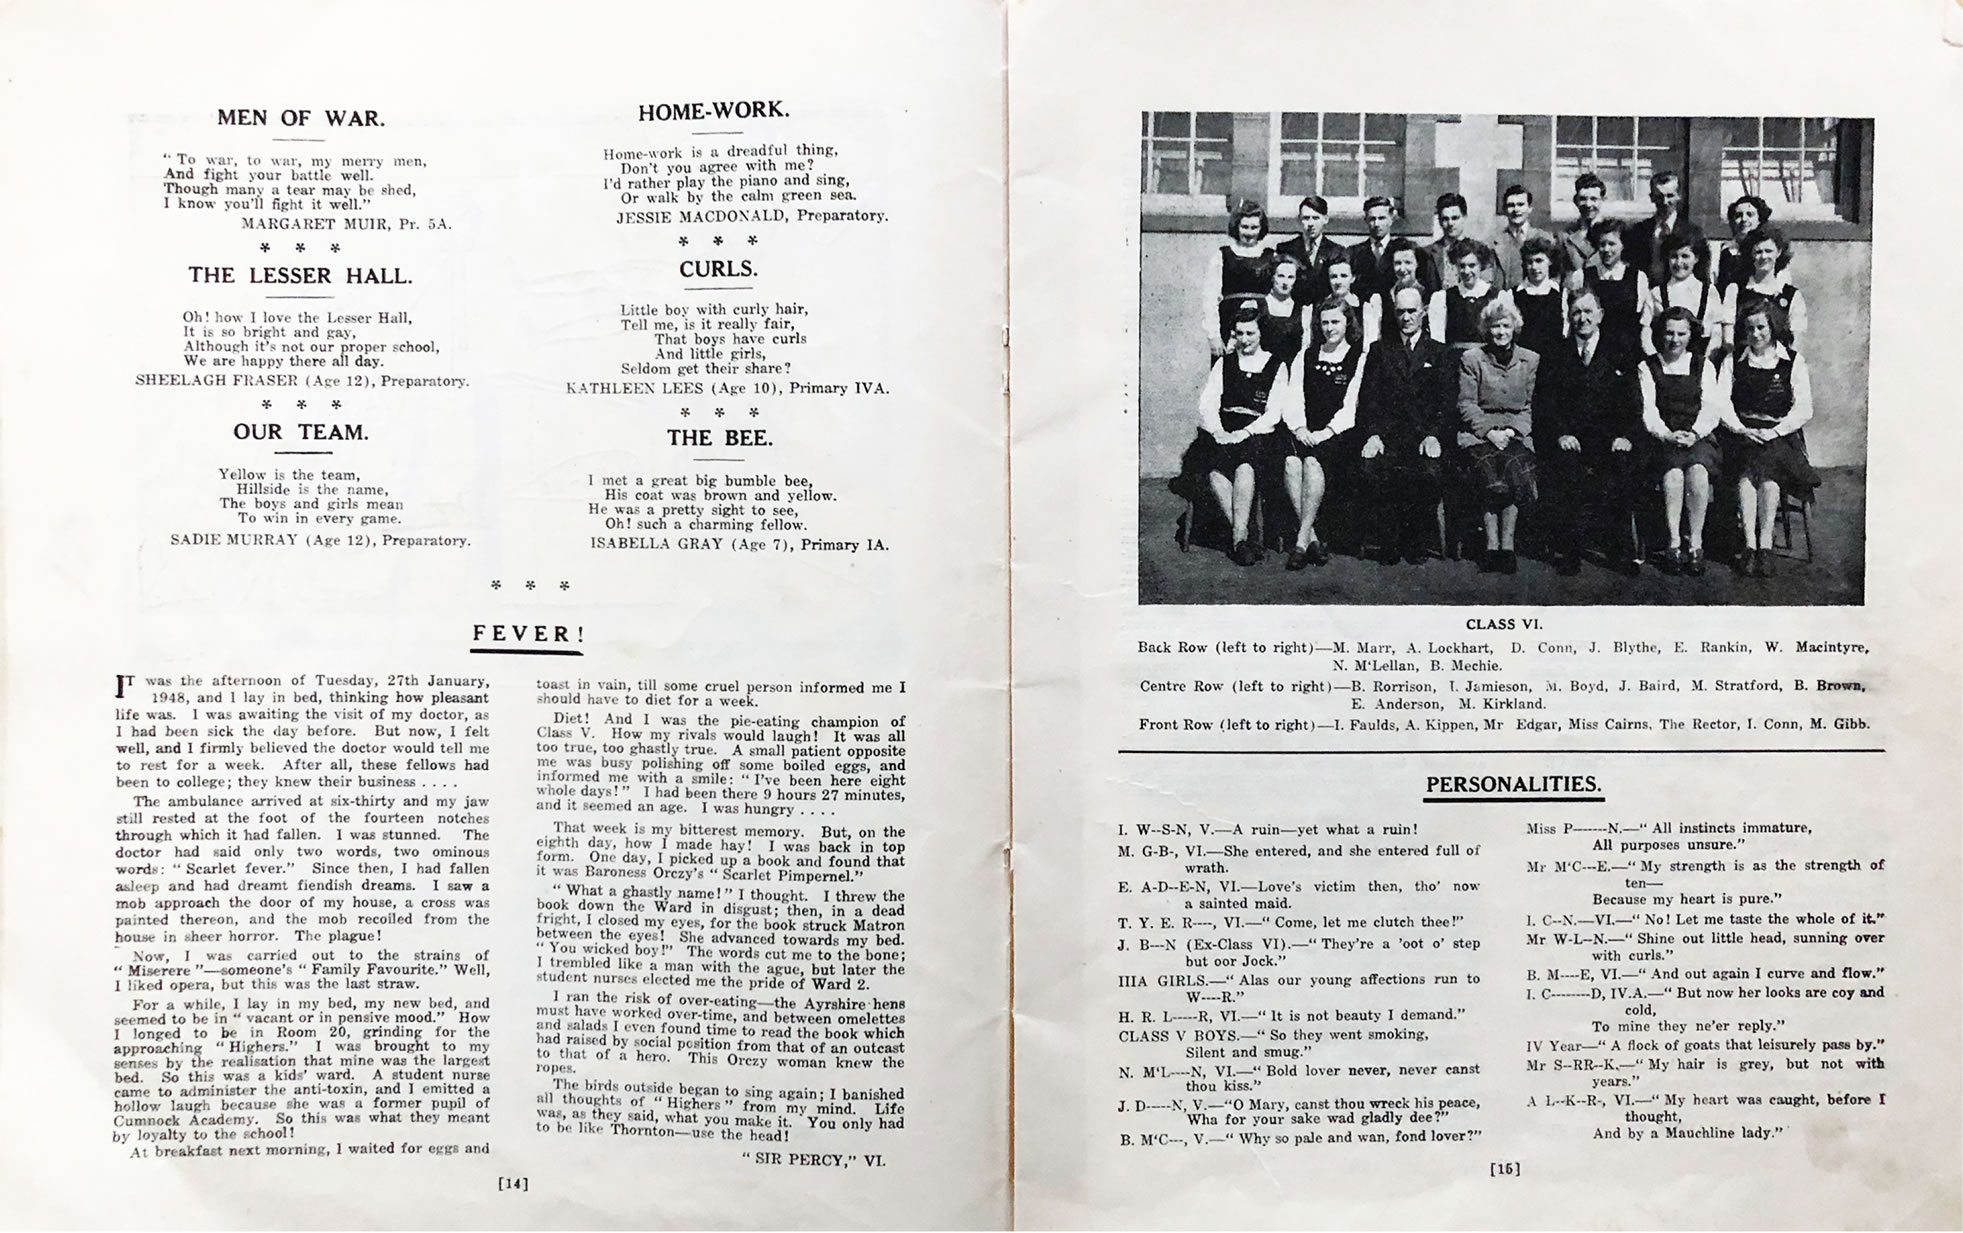 MEN OF WAR.
“ To war, to war, my merry men,
And fight your battle well.
Though many a tear may be shed,
I know you'll fight it well.”
MARGARET MUIR, Pr. 5A.
* * *
THE LESSER HALL.
Oh! how I love the Lesser Hall,
It is so bright and gay,
Although it's not our proper school,
We are happy there all day.
SHEELAGH FRASER (Age 12), Preparatory.
* * *
OUR TEAM.
Yellow is the team,
Hillside is the name,
The boys and girls mean
To win in every game.
SADIE MURRAY (Age 12), Preparatory.
HOME-WORK.
Home-work is a dreadful thing,
Don't you agree with me?
I'd rather play the piano and sing,
Or walk by the calm green sea.
JESSIE MACDONALD, Preparatory.
* * *
CURLS.
Little boy with curly hair,
Tell me, is it really fair,
That boys have curls
And little girls,
Seldom get their share?
KATHLEEN LEES (Age 10), Primary IVA.
* * *
THE BEE.
I met a great big bumble bee,
His coat was brown and yellow.
He was a pretty sight to see,
Oh! such a charming fellow.
ISABELLA GRAY (Age 7), Primary IA.
* * *
FEVER!
IT was the afternoon of Tuesday, 27th January,
1948, and I lay in bed, thinking how pleasant
life was. I was awaiting the visit of my doctor, as
I had been sick the day before. But now, I felt
well, and I firmly believed the doctor would tell me
to rest for a week. After all, these fellows had
been to college; they knew their business . . . .
The ambulance arrived at six-thirty and my jaw
still rested at the foot of the fourteen notches
through which it had fallen. I was stunned. The
doctor had said only two words, two ominous
words: “ Scarlet fever.” Since then, I had fallen
asleep and had dreamt fiendish dreams. I saw a
mob approach the door of my house, a cross was
painted thereon, and the mob recoiled from the
house in sheer horror. The plague!
Now, I was carried out to the strains of
“ Miserere ”—someone's “ Family Favourite.” Well,
I liked opera, but this was the last straw.
For a while, I lay in my bed, my new bed, and
seemed to be in “ vacant or in pensive mood.” How
I longed to be in Room 20, grinding for the
approaching “ Highers.” I was brought to my
senses by the realisation that mine was the largest
bed. So this was a kids' ward. A student nurse
came to administer the anti-toxin, and I emitted a
hollow laugh because she was a former pupil of
Cumnock Academy. So this was what they meant
by loyalty to the school!
At breakfast next morning, I waited for eggs and
toast in vain, till some cruel person informed me I
should have to diet for a week.
Diet! And I was the pie-eating champion of
Class V. How my rivals would laugh! It was all
too true, too ghastly true. A small patient opposite
me was busy polishing off some boiled eggs, and
informed me with a smile: “ I've been here eight
whole days!” I had been there 9 hours 27 minutes,
and it seemed an age. I was hungry . . . .
That week is my bitterest memory. But, on the
eighth day, how I made hay! I was back in top
form. One day, I picked up a book and found that
it was Baroness Orczy's “ Scarlet Pimpernel.”
“ What a ghastly name!” I thought. I threw the
book down the Ward in disgust; then, in a dead
fright, I closed my eyes, for the book struck Matron
between the eyes! She advanced towards my bed.
“ You wicked boy!” The words cut me to the bone;
I trembled like a man with the ague, but later the
student nurses elected me the pride of Ward 2.
I ran the risk of over-eating—the Ayrshire hens
must have worked over-time, and between omelettes
and salads I even found time to read the book which
had raised by social position from that of an outcast
to that of a hero. This Orczy woman knew the
ropes.
The birds outside began to sing again; I banished
all thoughts of “ Highers ” from my mind. Life
was, as they said, what you make it. You only had
to be like Thornton—use the head!
“ SIR PERCY,” VI.
[14]
CLASS VI.
Back Row (left to right)—M. Marr, A. Lockhart, D. Conn, J. Blythe, E. Rankin, W. Macintyre,
N. M‘Lellan, B. Mechie.
Centre Row (left to right)—B. Rorrison, I. Jamieson, M. Boyd, J. Baird, M. Stratford, B. Brown,
E. Anderson, M. Kirkland.
Front Row (left to right)—I. Faulds, A. Kippen, Mr Edgar, Miss Cairns, The Rector, I. Conn, M. Gibb.
PERSONALITIES.
I. W--S-N, V.—A ruin—yet what a ruin!
M. G-B-, VI.—She entered, and she entered full of
wrath.
E. A-D--E-N, VI.—Love's victim then, tho' now
a sainted maid.
T. Y. E. R----, VI.—“ Come, let me clutch thee!”
J. B---N (Ex-Class VI).—“ They're a 'oot o' step
but oor Jock.”
IIIA GIRLS.—“ Alas our young affections run to
W----R.”
H. R. L-----R, VI.—“ It is not beauty I demand.”
CLASS V BOYS.—“ So they went smoking,
Silent and smug.”
N. M‘L----N, VI.—“ Bold lover never, never canst
thou kiss.”
J. D-----N, V.—“O Mary, canst thou wreck his peace,
Wha for your sake wad gladly dee?”
B. M‘C---, V.—“ Why so pale and wan, fond lover?”
Miss P-------N.—“ All instincts immature,
All purposes unsure.”
Mr M‘C---E.—“ My strength is as the strength of
ten—
Because my heart is pure.”
I. C--N.—VI.—“ No! Let me taste the whole of it.”
Mr W-L--N.—“ Shine out little head, sunning over
with curls.”
B. M----E, VI.—“ And out again I curve and flow.”
I. C--------D, IV.A.—“ But now her looks are coy and
cold,
To mine they ne'er reply.”
IV Year—“ A flock of goats that leisurely pass by.”
Mr S--RR--K.—“ My hair is grey, but not with
years.”
A L--K--R-, VI.—“ My heart was caught, before I
thought,
And by a Mauchline lady.”
[15]